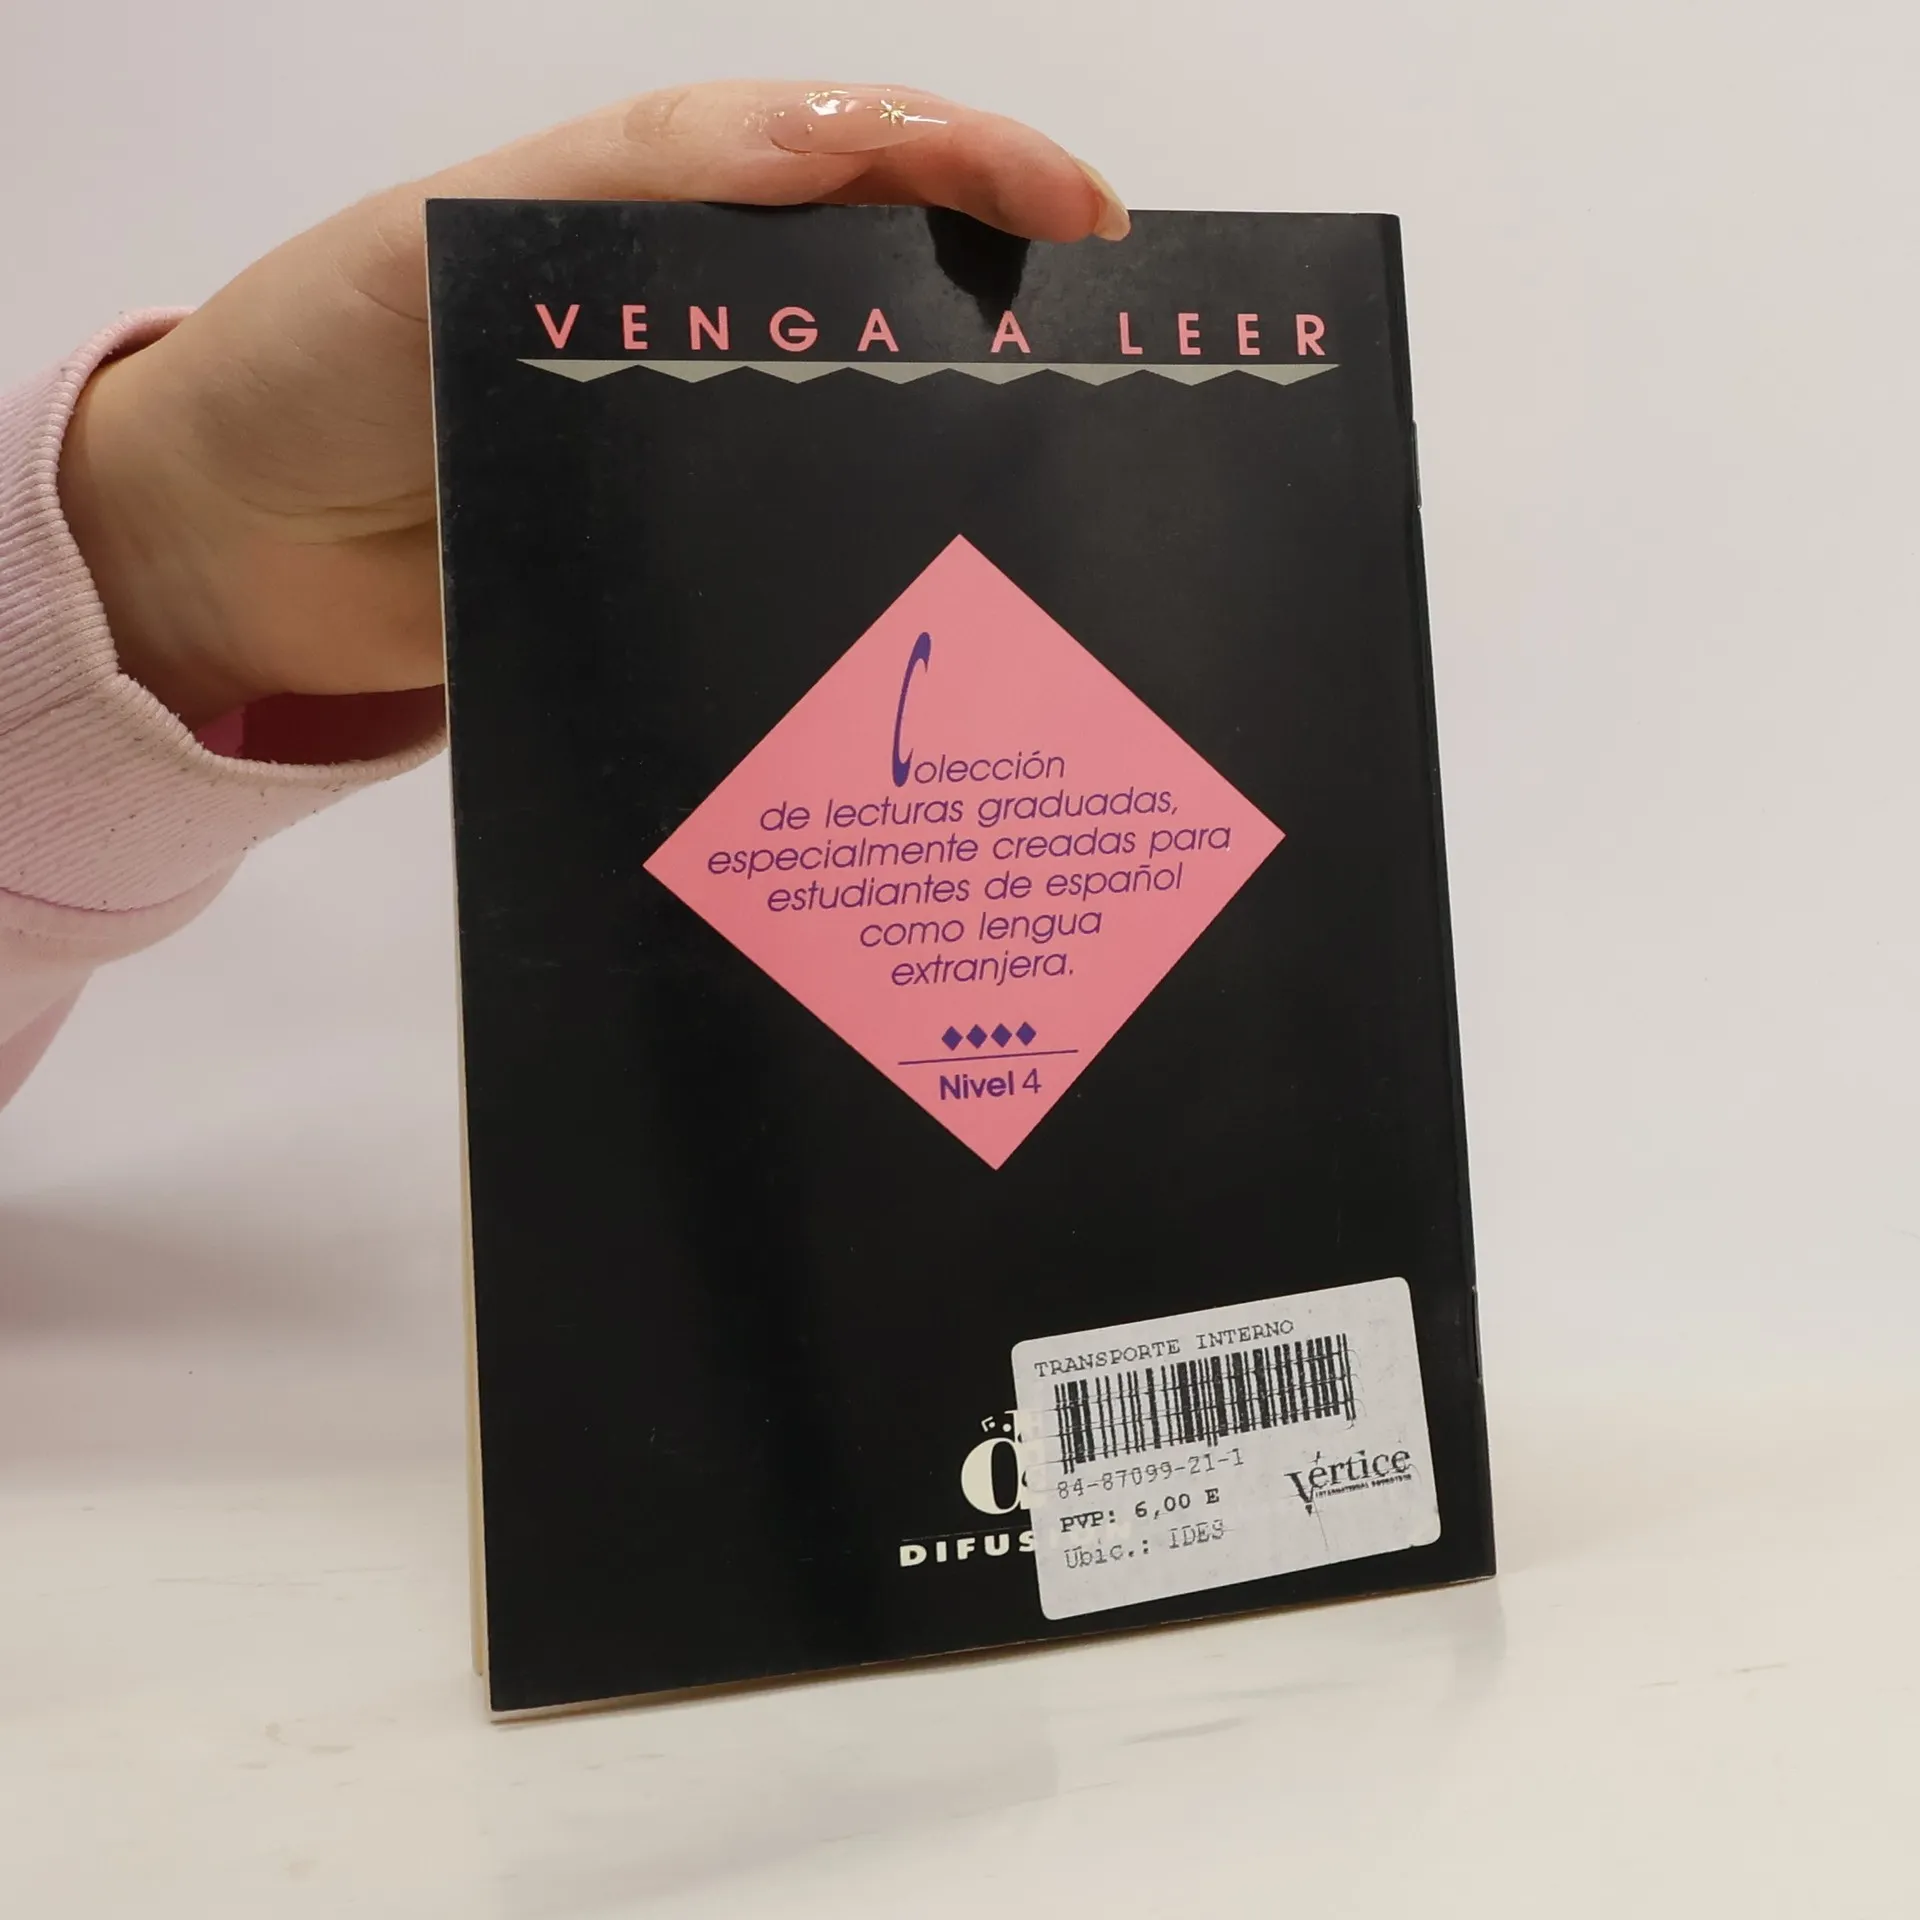 VENGA A LEER
Colección
de lecturas graduadas,
especialmente creadas para
estudiantes de español
como lengua
extranjera.
Nivel 4
TRANSPORTE INTERNO
84-87099-21-1
PVP: 6,00 E
Ubic.: IDES
Vértice
DIFUSIÓN